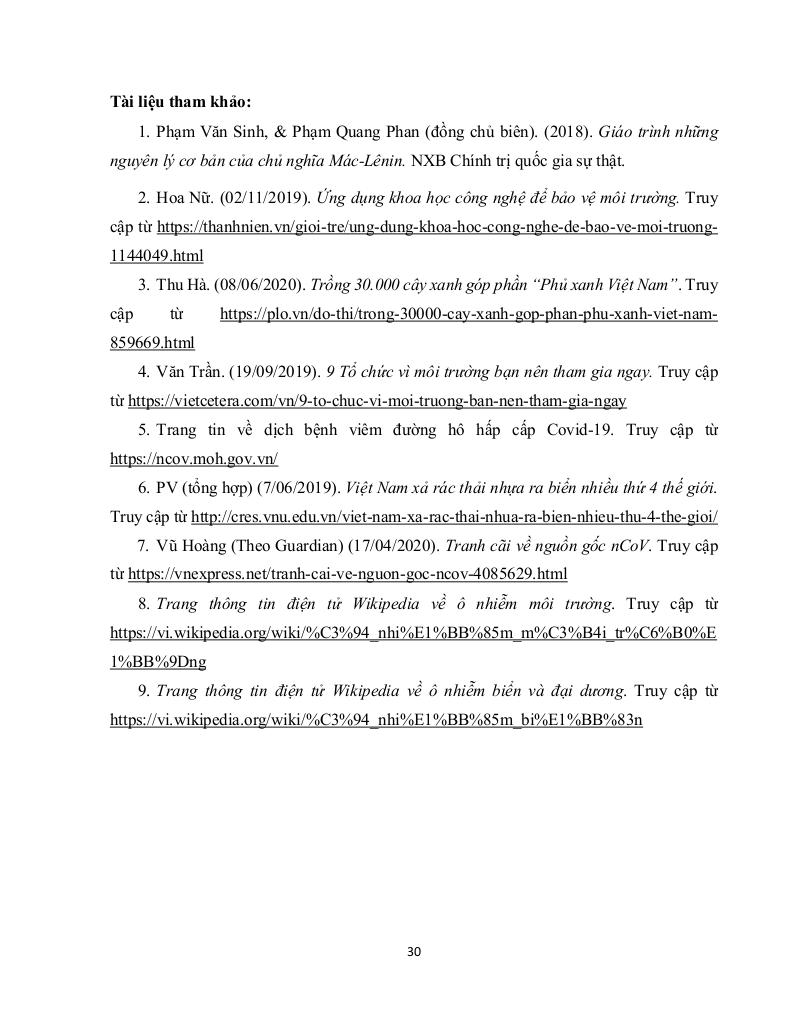 Tài liệu tham khảo:
1. Phạm Văn Sinh, & Phạm Quang Phan (đồng chủ biên). (2018). Giáo trình những
nguyên lý cơ bản của chủ nghĩa Mác-Lênin. NXB Chính trị quốc gia sự thật.
2. Hoa Nữ. (02/11/2019). Ứng dụng khoa học công nghệ để bảo vệ môi trường. Truy
cập từ https://thanhnien.vn/gioi-tre/ung-dung-khoa-hoc-cong-nghe-de-bao-ve-moi-truong-
1144049.html
3. Thu Hà. (08/06/2020). Trồng 30.000 cây xanh góp phần “Phủ xanh Việt Nam”. Truy
cập từ https://plo.vn/do-thi/trong-30000-cay-xanh-gop-phan-phu-xanh-viet-nam-
859669.html
4. Văn Trần. (19/09/2019). 9 Tổ chức vì môi trường bạn nên tham gia ngay. Truy cập
từ https://vietcetera.com/vn/9-to-chuc-vi-moi-truong-ban-nen-tham-gia-ngay
5. Trang tin về dịch bệnh viêm đường hô hấp cấp Covid-19. Truy cập từ
https://ncov.moh.gov.vn/
6. PV (tổng hợp) (7/06/2019). Việt Nam xả rác thải nhựa ra biển nhiều thứ 4 thế giới.
Truy cập từ http://cres.vnu.edu.vn/viet-nam-xa-rac-thai-nhua-ra-bien-nhieu-thu-4-the-gioi/
7. Vũ Hoàng (Theo Guardian) (17/04/2020). Tranh cãi về nguồn gốc nCoV. Truy cập
từ https://vnexpress.net/tranh-cai-ve-nguon-goc-ncov-4085629.html
8. Trang thông tin điện tử Wikipedia về ô nhiễm môi trường. Truy cập từ
https://vi.wikipedia.org/wiki/%C3%94_nhi%E1%BB%85m_m%C3%B4i_tr%C6%B0%E
1%BB%9Dng
9. Trang thông tin điện tử Wikipedia về ô nhiễm biển và đại dương. Truy cập từ
https://vi.wikipedia.org/wiki/%C3%94_nhi%E1%BB%85m_bi%E1%BB%83n
30